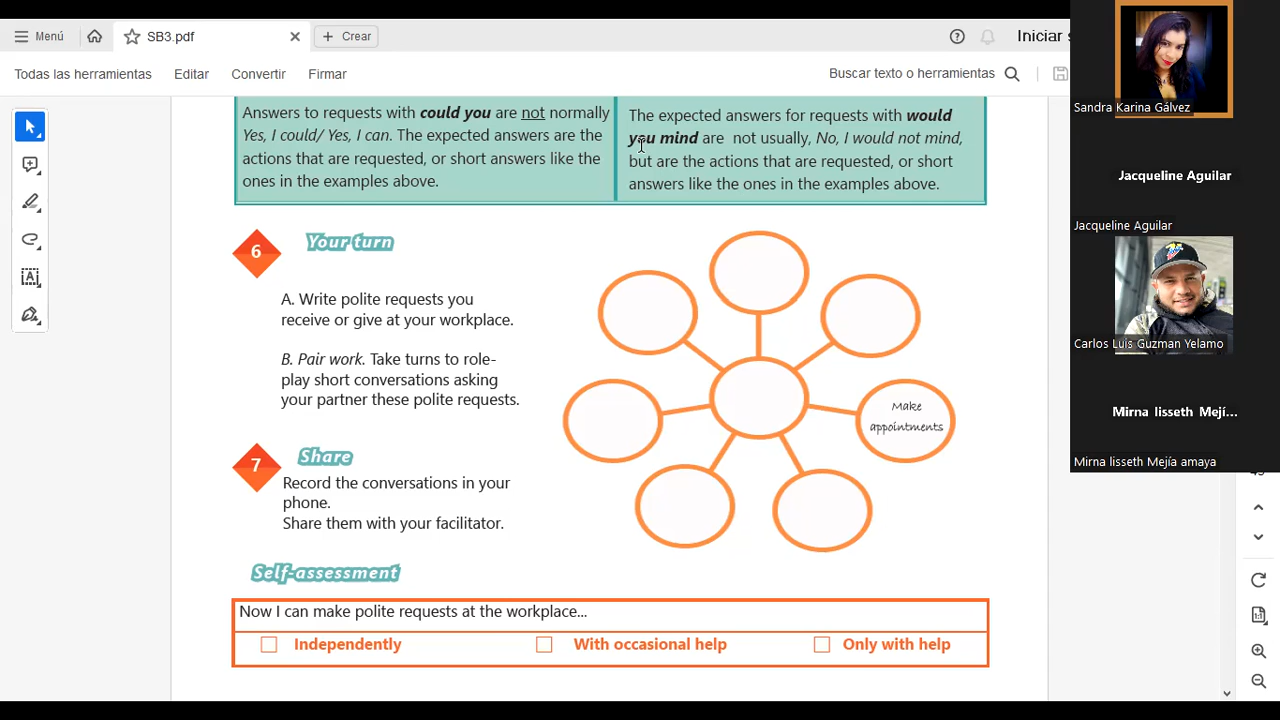 Menú
SB3.pdf
Crear
Iniciar s
Todas las herramientas
Editar
Convertir
Firmar
Buscar texto o herramientas
Answers to requests with could you are not normally
Yes, I could/ Yes, I can. The expected answers are the
actions that are requested, or short answers like the
ones in the examples above.
The expected answers for requests with would
you mind are not usually, No, I would not mind,
but are the actions that are requested, or short
answers like the ones in the examples above.
6
Your turn
A. Write polite requests you
receive or give at your workplace.
B. Pair work. Take turns to role-
play short conversations asking
your partner these polite requests.
Make
appointments
7
Share
Record the conversations in your
phone.
Share them with your facilitator.
Self-assessment
Now I can make polite requests at the workplace...
Independently
With occasional help
Only with help
Sandra Karina Gálvez
Jacqueline Aguilar
Jacqueline Aguilar
Carlos Luis Guzman Yelamo
Mirna lisseth Mejí...
Mirna lisseth Mejía amaya